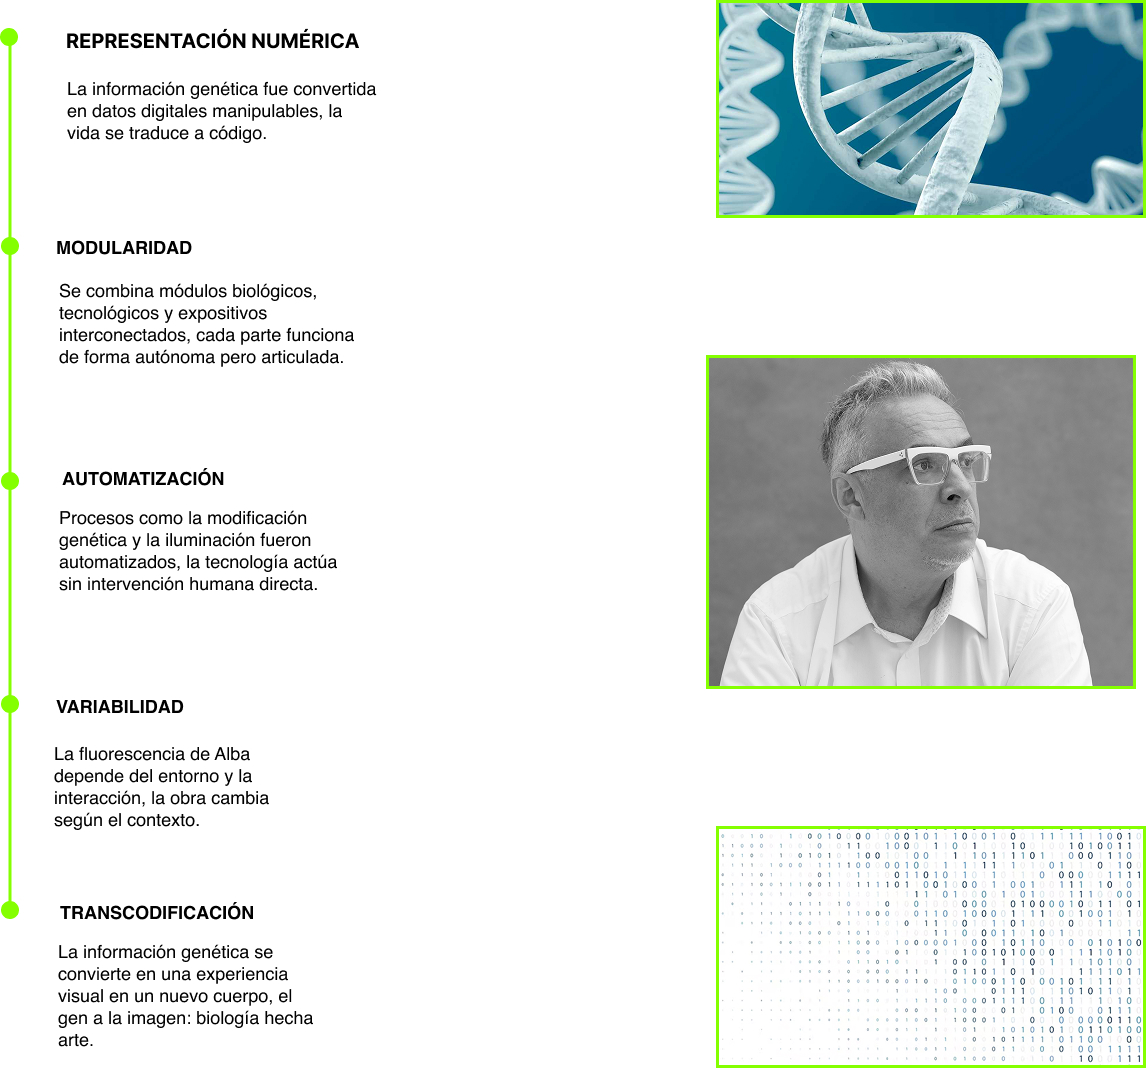 REPRESENTACIÓN NUMÉRICA
La información genética fue convertida
en datos digitales manipulables, la
vida se traduce a código.
MODULARIDAD
Se combina módulos biológicos,
tecnológicos y expositivos
interconectados, cada parte funciona
de forma autónoma pero articulada.
AUTOMATIZACIÓN
Procesos como la modificación
genética y la iluminación fueron
automatizados, la tecnología actúa
sin intervención humana directa.
VARIABILIDAD
La fluorescencia de Alba
depende del entorno y la
interacción, la obra cambia
según el contexto.
TRANSCODIFICACIÓN
La información genética se
convierte en una experiencia
visual en un nuevo cuerpo, el
gen a la imagen: biología hecha
arte.